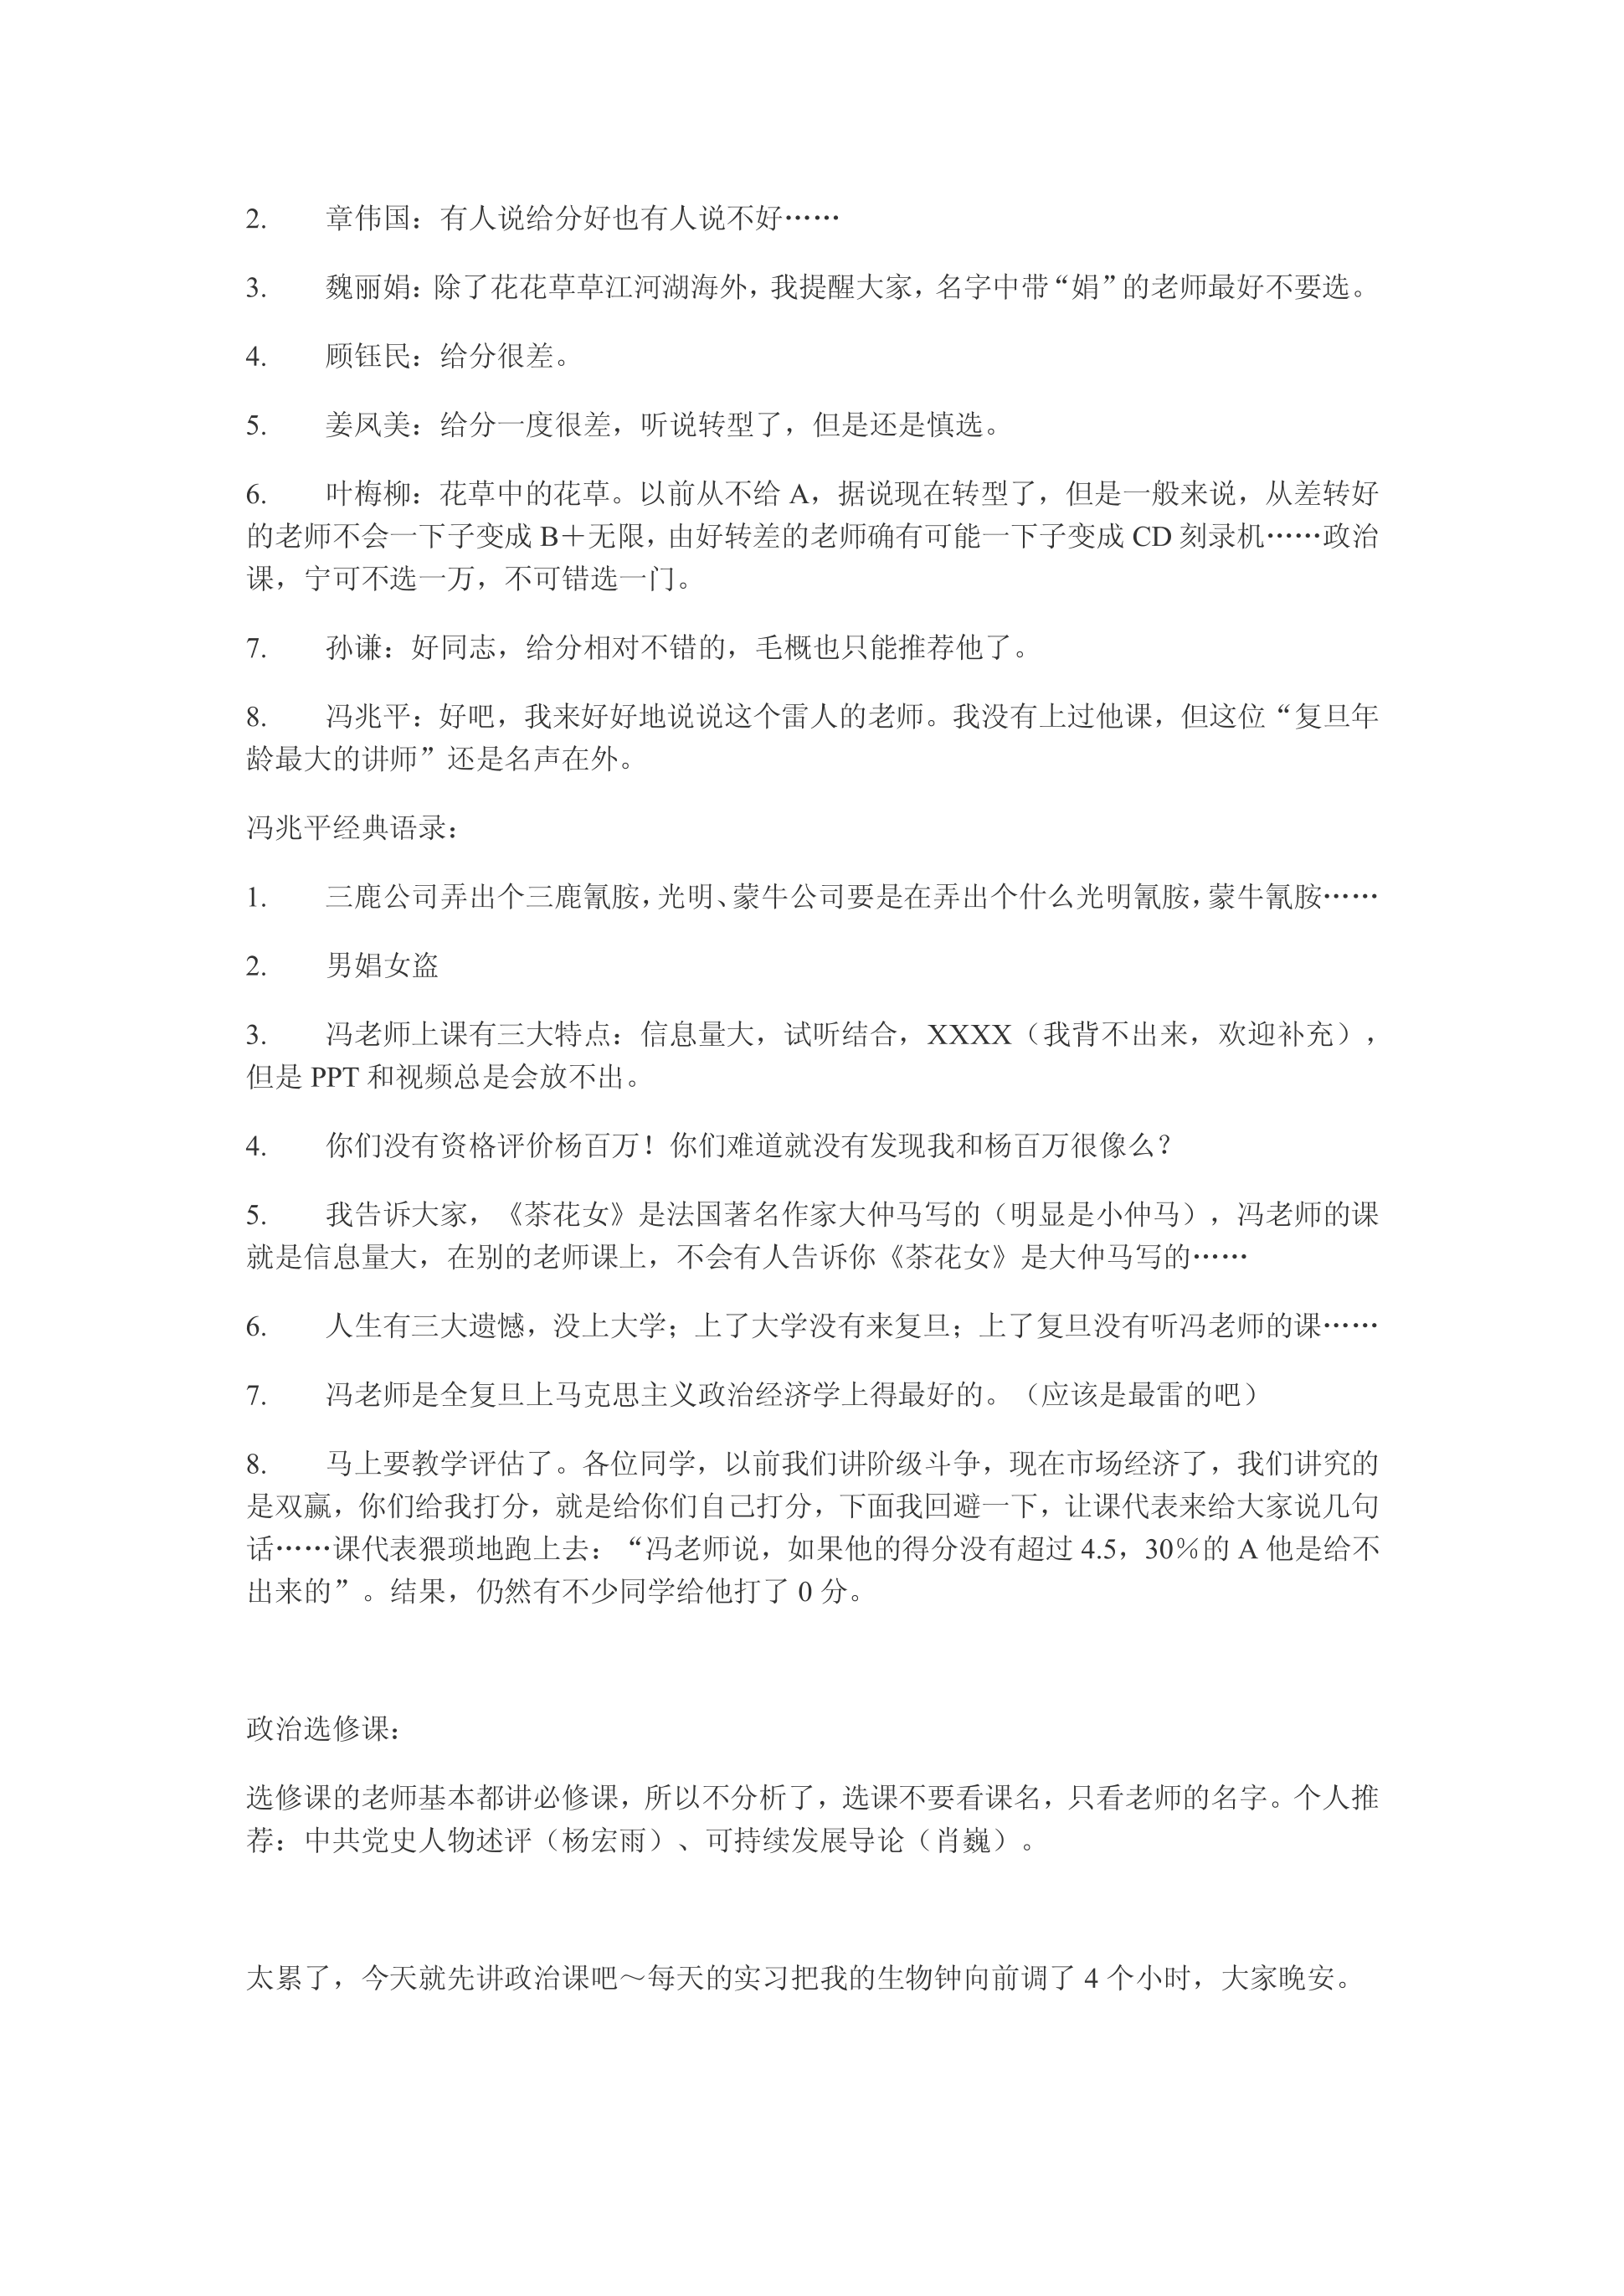 2. 章伟国：有人说给分好也有人说不好……
3. 魏丽娟：除了花花草草江河湖海外，我提醒大家，名字中带“娟”的老师最好不要选。
4. 顾钰民：给分很差。
5. 姜凤美：给分一度很差，听说转型了，但是还是慎选。
6. 叶梅柳：花草中的花草。以前从不给 A，据说现在转型了，但是一般来说，从差转好
的老师不会一下子变成 B＋无限，由好转差的老师确有可能一下子变成 CD 刻录机……政治
课，宁可不选一万，不可错选一门。
7. 孙谦：好同志，给分相对不错的，毛概也只能推荐他了。
8. 冯兆平：好吧，我来好好地说说这个雷人的老师。我没有上过他课，但这位“复旦年
龄最大的讲师”还是名声在外。
冯兆平经典语录：
1. 三鹿公司弄出个三鹿氰胺，光明、蒙牛公司要是在弄出个什么光明氰胺，蒙牛氰胺……
2. 男娼女盗
3. 冯老师上课有三大特点：信息量大，试听结合，XXXX（我背不出来，欢迎补充），
但是 PPT 和视频总是会放不出。
4. 你们没有资格评价杨百万！你们难道就没有发现我和杨百万很像么？
5. 我告诉大家，《茶花女》是法国著名作家大仲马写的（明显是小仲马），冯老师的课
就是信息量大，在别的老师课上，不会有人告诉你《茶花女》是大仲马写的……
6. 人生有三大遗憾，没上大学；上了大学没有来复旦；上了复旦没有听冯老师的课……
7. 冯老师是全复旦上马克思主义政治经济学上得最好的。（应该是最雷的吧）
8. 马上要教学评估了。各位同学，以前我们讲阶级斗争，现在市场经济了，我们讲究的
是双赢，你们给我打分，就是给你们自己打分，下面我回避一下，让课代表来给大家说几句
话……课代表猥琐地跑上去：“冯老师说，如果他的得分没有超过 4.5，30％的 A 他是给不
出来的”。结果，仍然有不少同学给他打了 0 分。
政治选修课：
选修课的老师基本都讲必修课，所以不分析了，选课不要看课名，只看老师的名字。个人推
荐：中共党史人物述评（杨宏雨）、可持续发展导论（肖巍）。
太累了，今天就先讲政治课吧～每天的实习把我的生物钟向前调了 4 个小时，大家晚安。